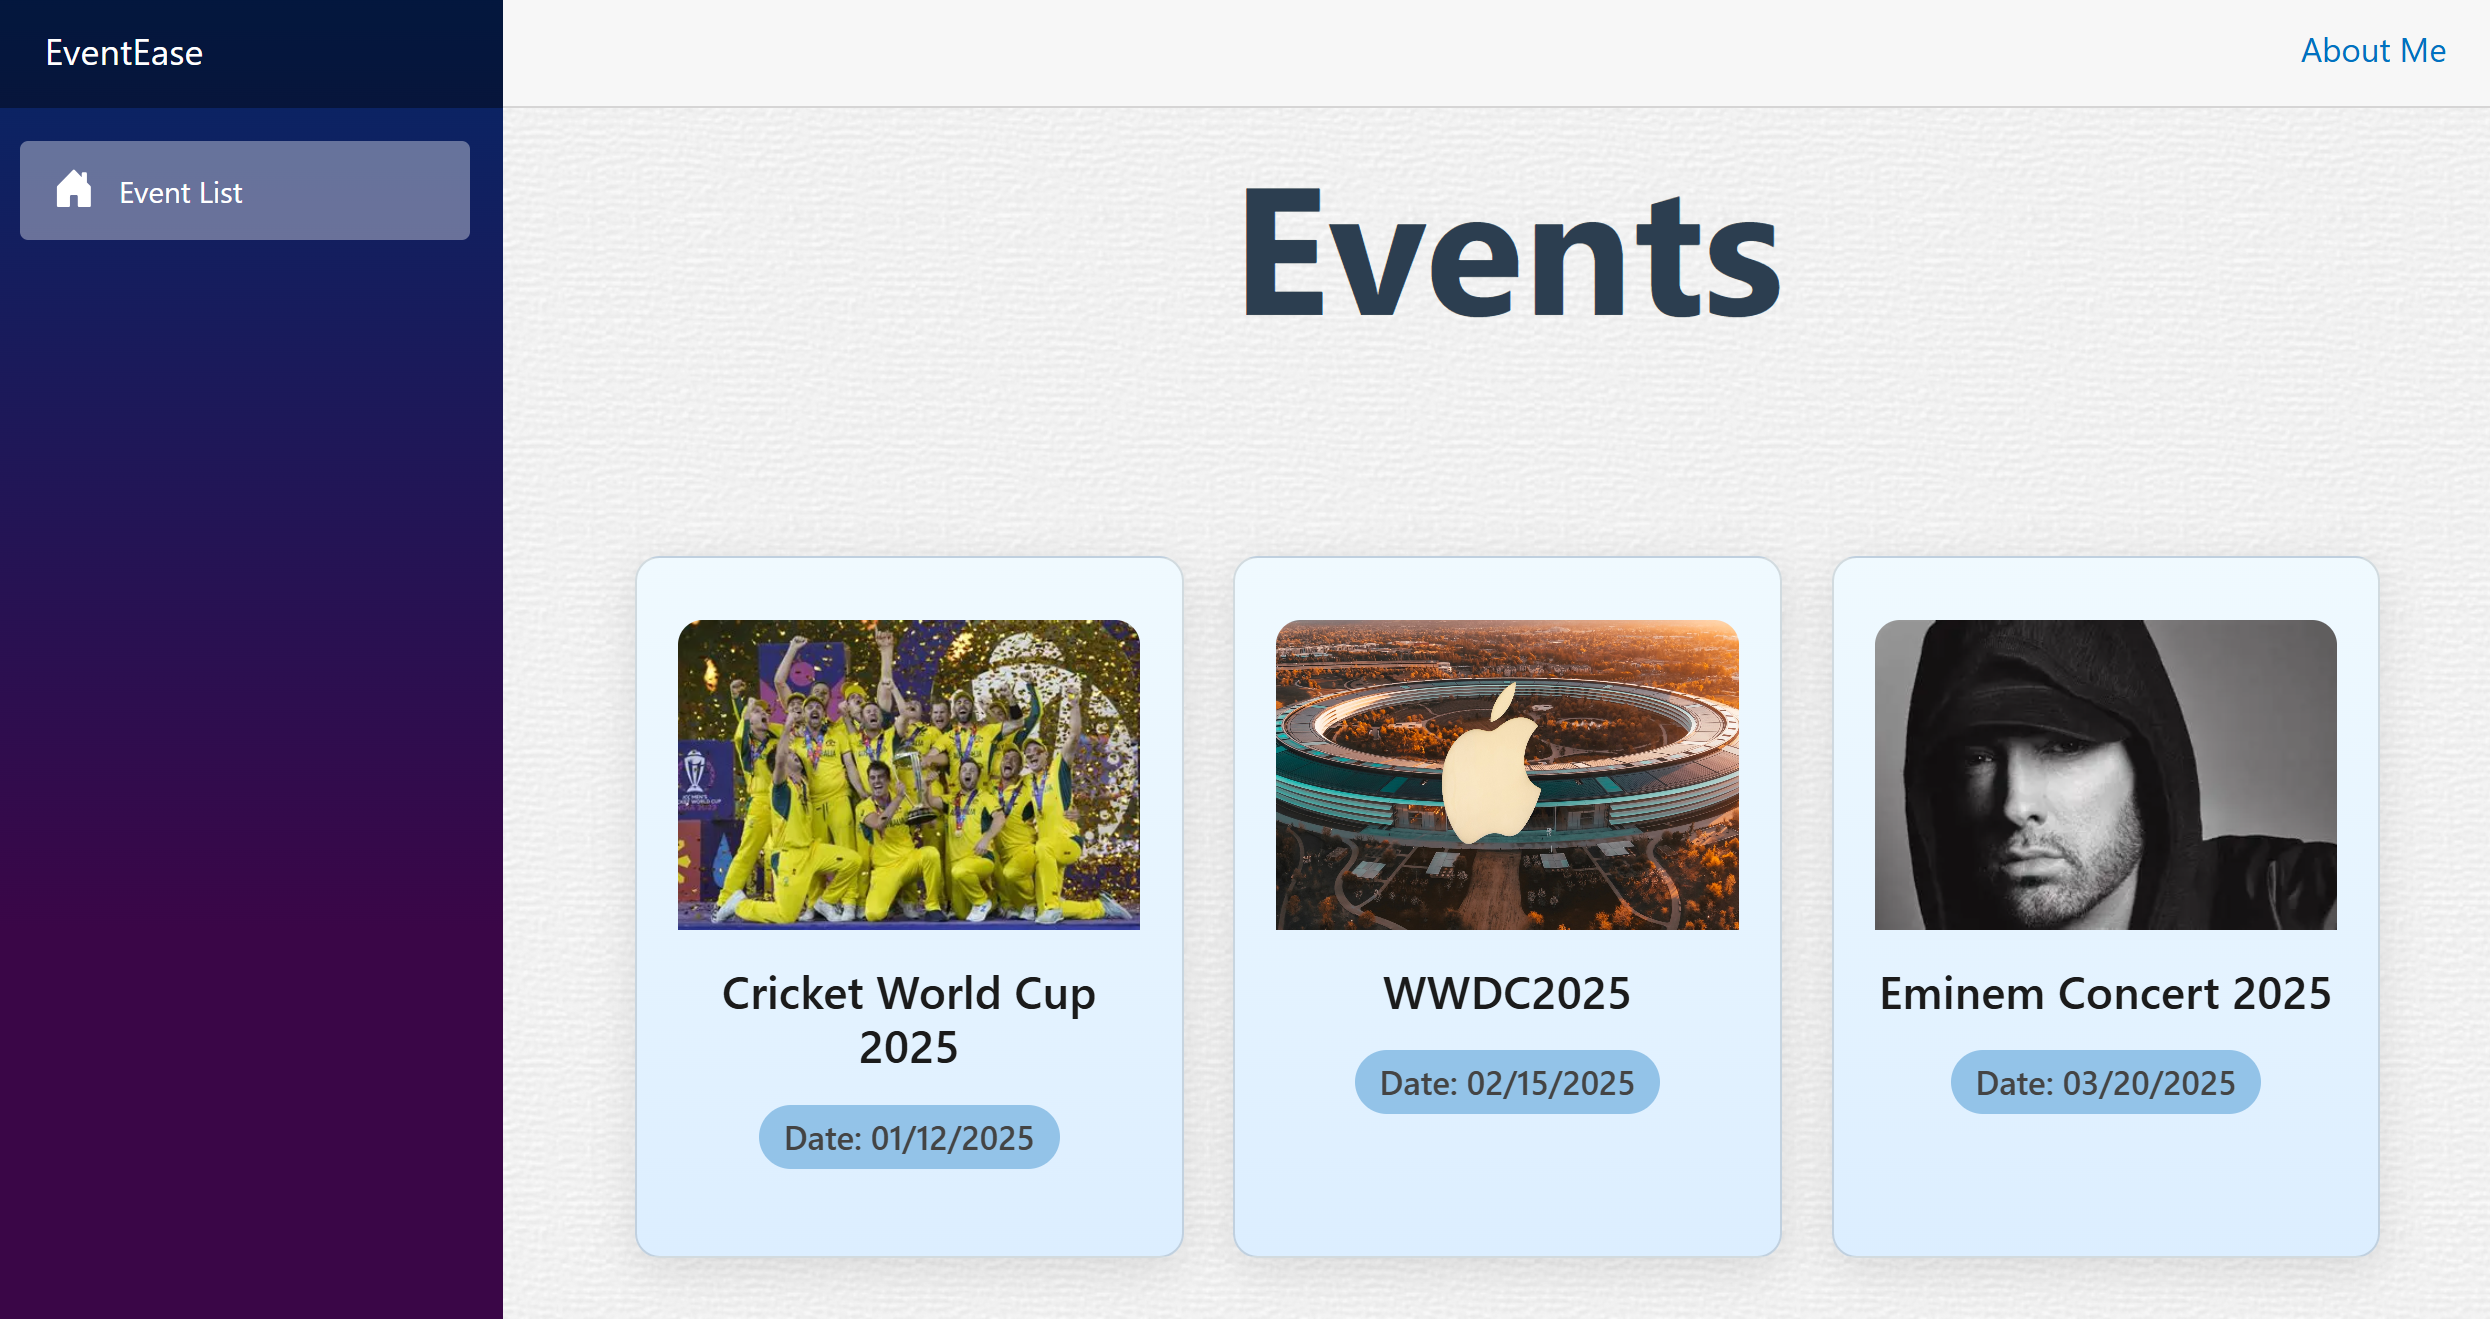 EventEase
About Me
Event List
Events
Cricket World Cup
2025
Date: 01/12/2025
WWDC2025
Date: 02/15/2025
Eminem Concert 2025
Date: 03/20/2025